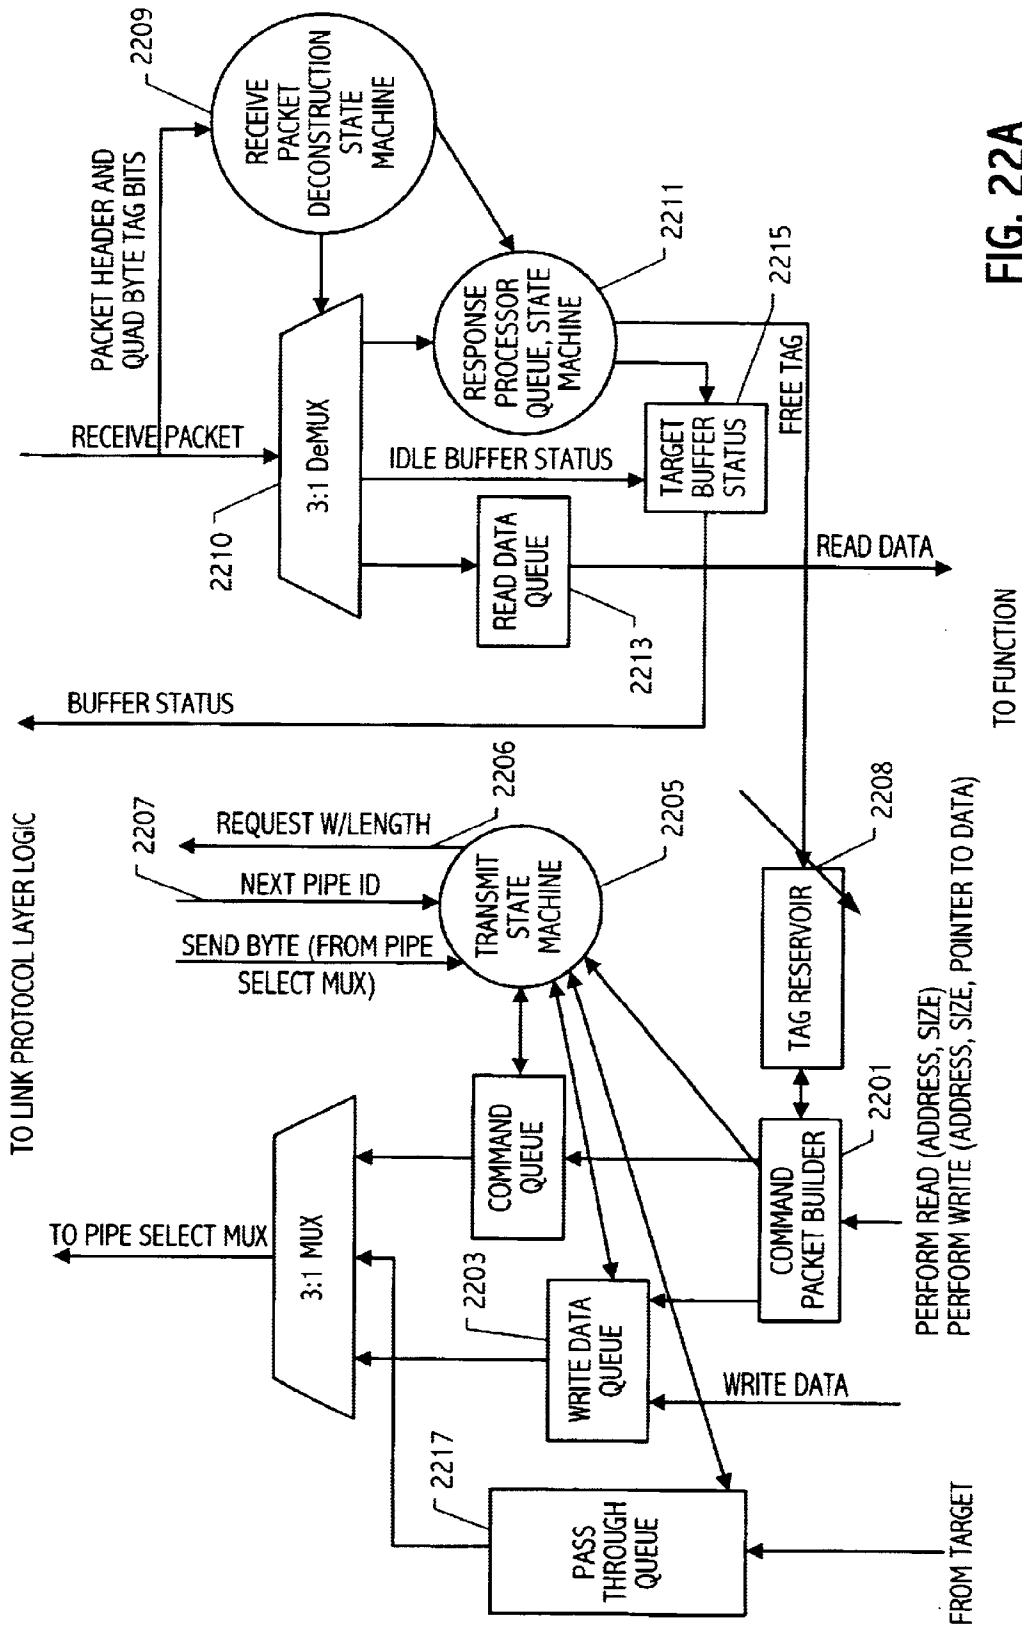 TO LINK PROTOCOL LAYER LOGIC
TO PIPE SELECT MUX
3:1 MUX
2217
PASS
THROUGH
QUEUE
FROM TARGET
2203
WRITE DATA
QUEUE
WRITE DATA
COMMAND
QUEUE
COMMAND
PACKET BUILDER
2201
PERFORM READ (ADDRESS, SIZE)
PERFORM WRITE (ADDRESS, SIZE, POINTER TO DATA)
SEND BYTE (FROM PIPE
SELECT MUX)
NEXT PIPE ID
2207
REQUEST W/LENGTH
2206
TRANSMIT
STATE
MACHINE
2205
TAG RESERVOIR
2208
BUFFER STATUS
RECEIVE PACKET
PACKET HEADER AND
QUAD BYTE TAG BITS
2209
RECEIVE
PACKET
DECONSTRUCTION
STATE
MACHINE
2210
3:1 DeMUX
IDLE BUFFER STATUS
READ DATA
QUEUE
2213
RESPONSE
PROCESSOR
QUEUE, STATE
MACHINE
2211
TARGET
BUFFER
STATUS
2215
FREE TAG
READ DATA
TO FUNCTION
FIG. 22A